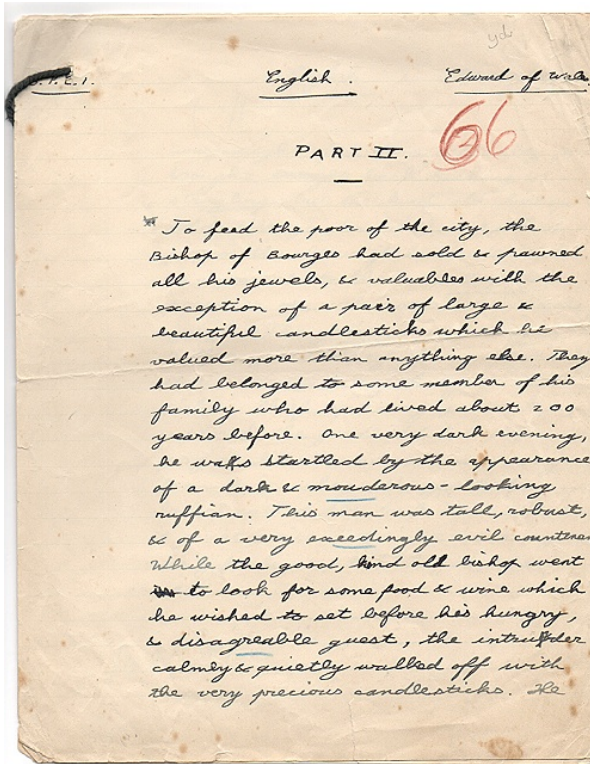 yd
English. Edward of Wales
66
PART II.
To feed the poor of the city, the
Bishop of Bourges had sold & pawned
all his jewels, & valuables with the
exception of a pair of large &
beautiful candlesticks which he
valued more than anything else. They
had belonged to some member of his
family who had lived about 200
years before. One very dark evening,
he was startled by the appearance
of a dark & mouderous-looking
ruffian. This man was tall, robust,
& of a very exceedingly evil countenan
While the good, kind old bishop went
to look for some food & wine which
he wished to set before his hungry,
& disagreable guest, the intruder
calmly & quietly walked off with
the very precious candlesticks. He